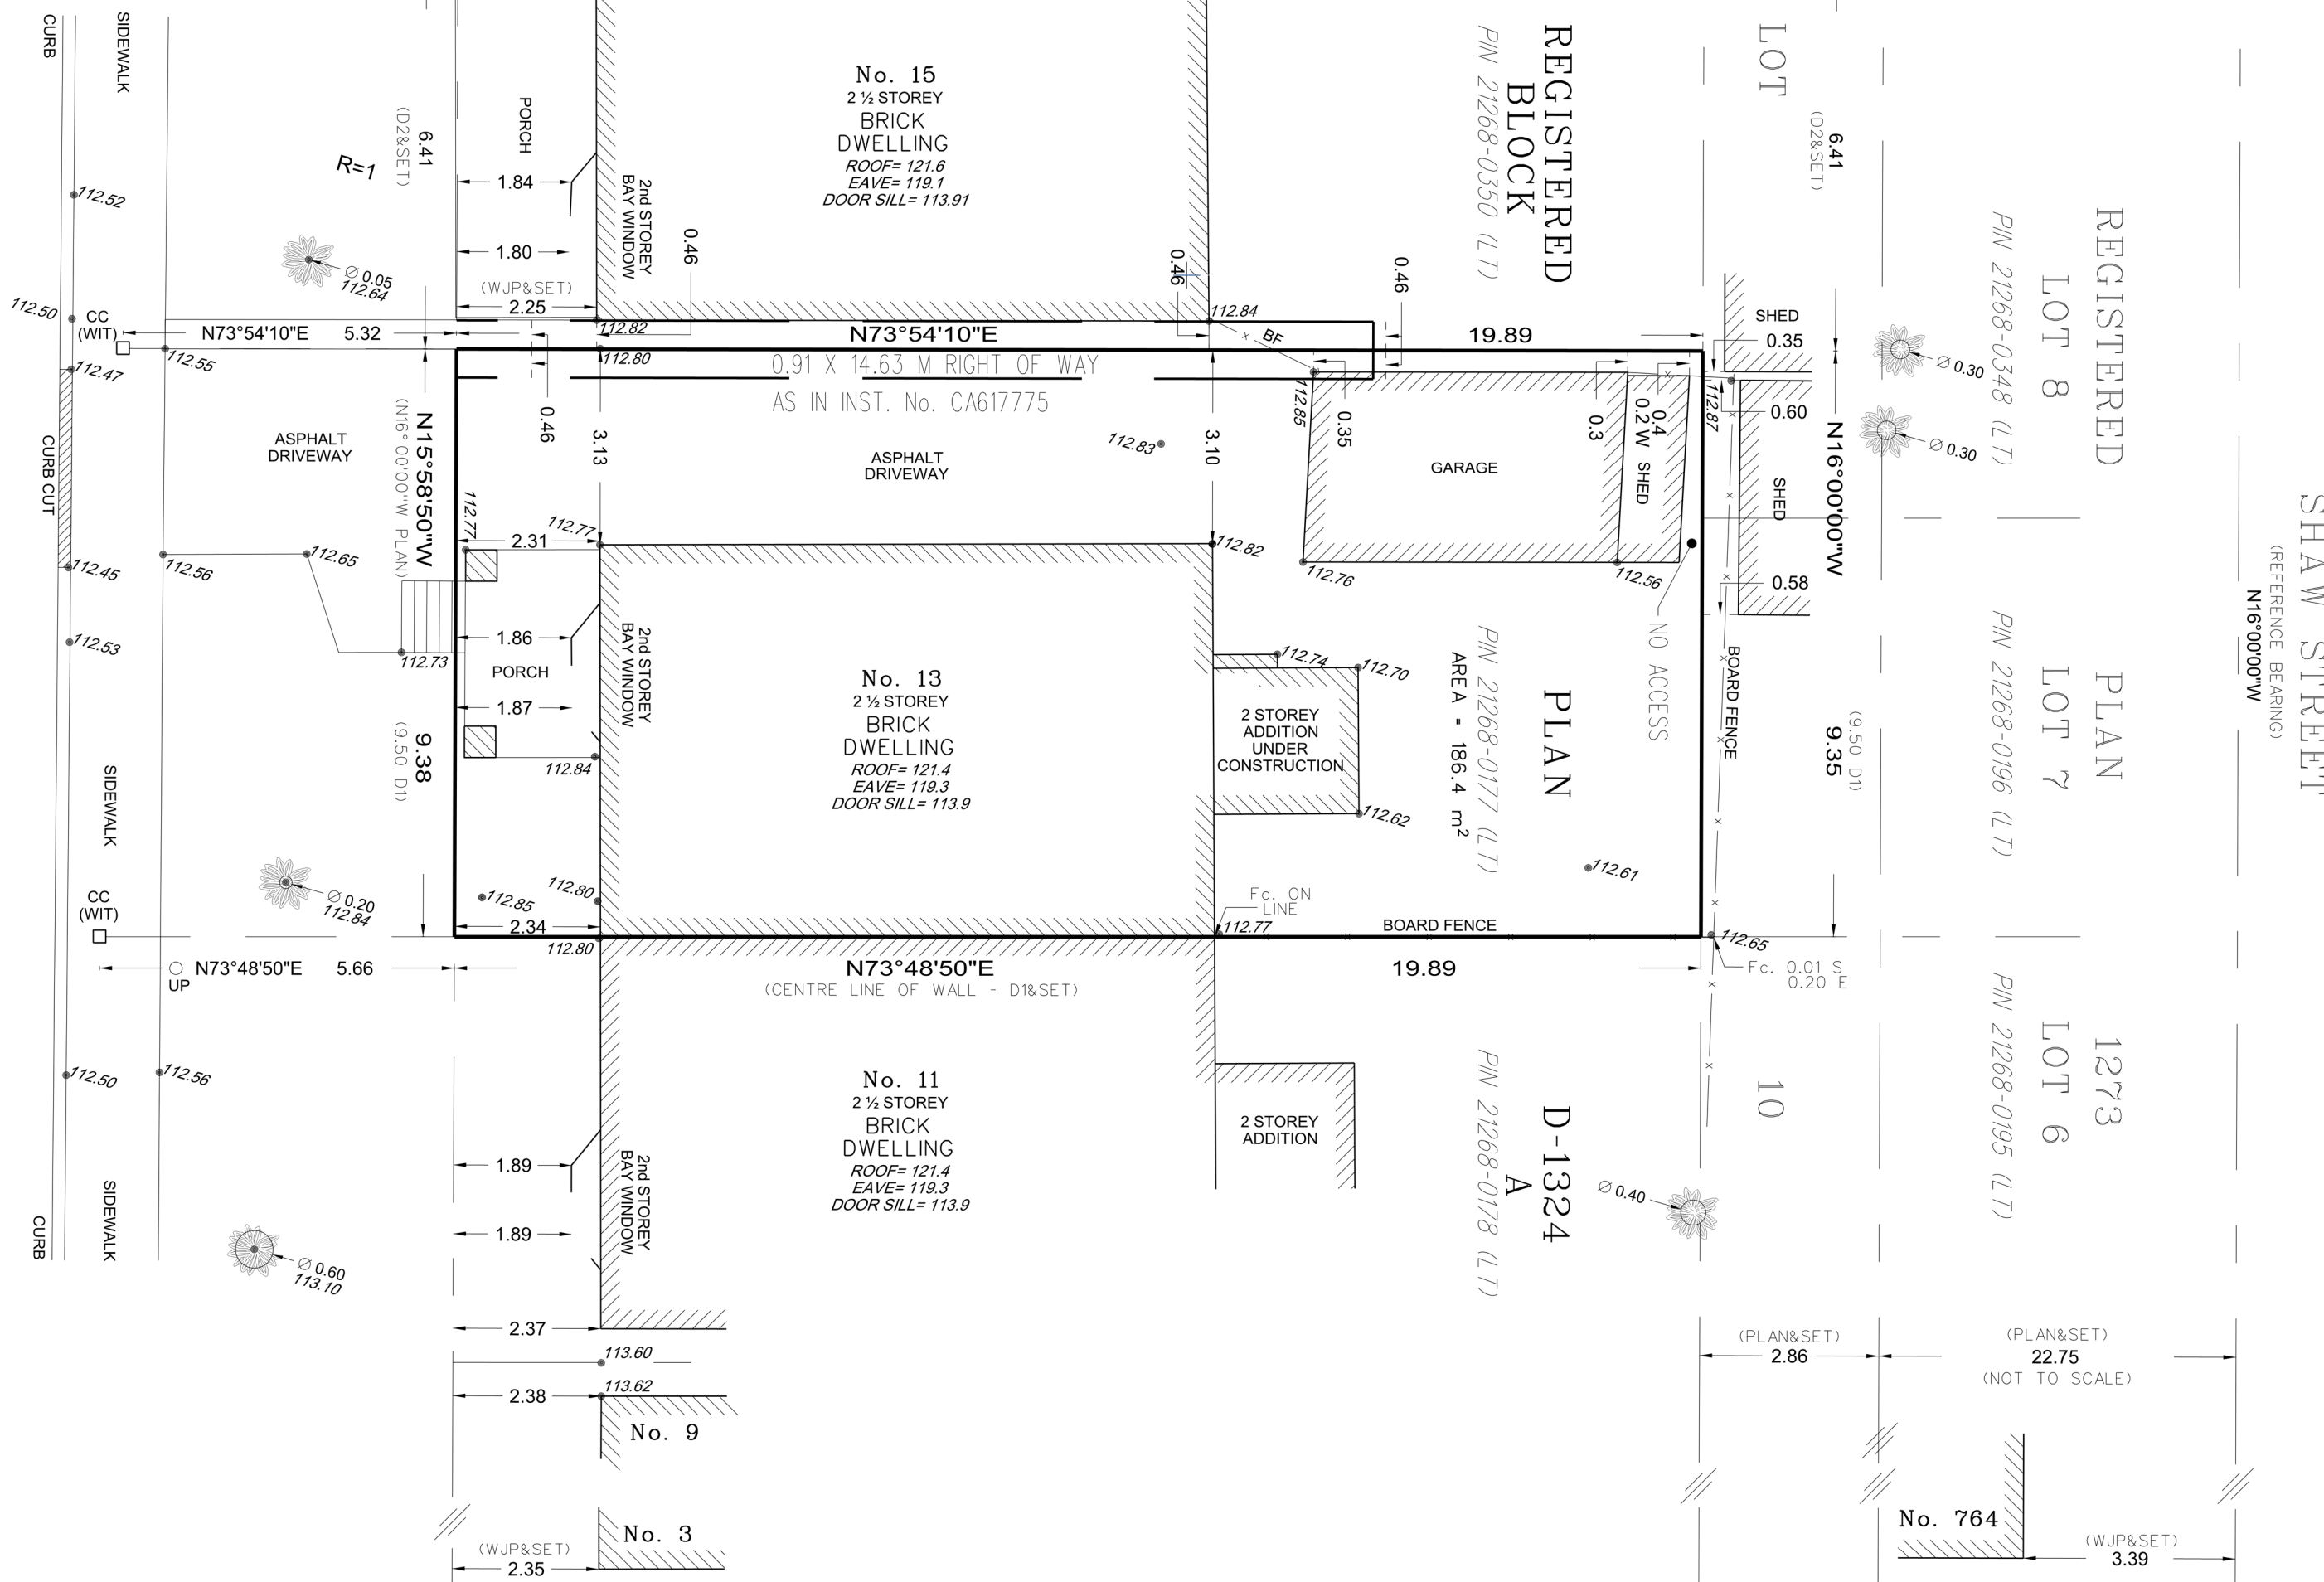 CURB
SIDEWALK
112.52
112.50
CC
(WIT)
112.47
112.55
CURB CUT
112.45
112.56
112.53
SIDEWALK
CC
(WIT)
UP
112.50
112.56
SIDEWALK
CURB
R=1
6.41
(D2&SET)
Ø 0.05
112.64
N73°54'10"E 5.32
ASPHALT
DRIVEWAY
N15°58'50"W
(N16°00'00"W PLAN)
112.65
112.73
9.38
(9.50 D1)
Ø 0.20
112.84
N73°48'50"E 5.66
Ø 0.60
113.10
PORCH
1.84
1.80
(WJP&SET)
2.25
2nd STOREY
BAY WINDOW
0.46
No. 15
2 ½ STOREY
BRICK
DWELLING
ROOF= 121.6
EAVE= 119.1
DOOR SILL= 113.91
0.46
0.46
112.82
112.84
112.80
N73°54'10"E
19.89
BF
0.91 X 14.63 M RIGHT OF WAY
AS IN INST. No. CA617775
0.46
3.13
3.10
112.85
0.35
0.3
0.4
0.2 W SHED
112.87
ASPHALT
DRIVEWAY
112.83
GARAGE
112.77
112.77
2.31
112.82
112.76
112.56
1.86
PORCH
1.87
112.84
2nd STOREY
BAY WINDOW
No. 13
2 ½ STOREY
BRICK
DWELLING
ROOF= 121.4
EAVE= 119.3
DOOR SILL= 113.9
112.74
112.70
2 STOREY
ADDITION
UNDER
CONSTRUCTION
112.62
AREA = 186.4 m²
PIN 21268-0177 (LT)
PLAN
NO ACCESS
BOARD FENCE
112.61
112.80
112.85
2.34
112.80
Fc. ON
LINE
112.77
BOARD FENCE
112.65
Fc. 0.01 S
0.20 E
N73°48'50"E
19.89
(CENTRE LINE OF WALL - D1&SET)
No. 11
2 ½ STOREY
BRICK
DWELLING
ROOF= 121.4
EAVE= 119.3
DOOR SILL= 113.9
2 STOREY
ADDITION
1.89
1.89
2nd STOREY
BAY WINDOW
2.37
113.60
2.38
113.62
No. 9
No. 3
(WJP&SET)
2.35
REGISTERED
BLOCK
PIN 21268-0350 (LT)
D-1324
A
PIN 21268-0178 (LT)
Ø 0.40
LOT
10
6.41
(D2&SET)
SHED
0.35
0.60
SHED
0.58
N16°00'00"W
(9.50 D1)
9.35
Ø 0.30
Ø 0.30
REGISTERED
LOT 8
PIN 21268-0348 (LT)
PLAN
LOT 7
PIN 21268-0196 (LT)
1273
LOT 6
PIN 21268-0195 (LT)
SHAW STREET
(REFERENCE BEARING)
N16°00'00"W
(PLAN&SET)
2.86
(PLAN&SET)
22.75
(NOT TO SCALE)
No. 764
(WJP&SET)
3.39